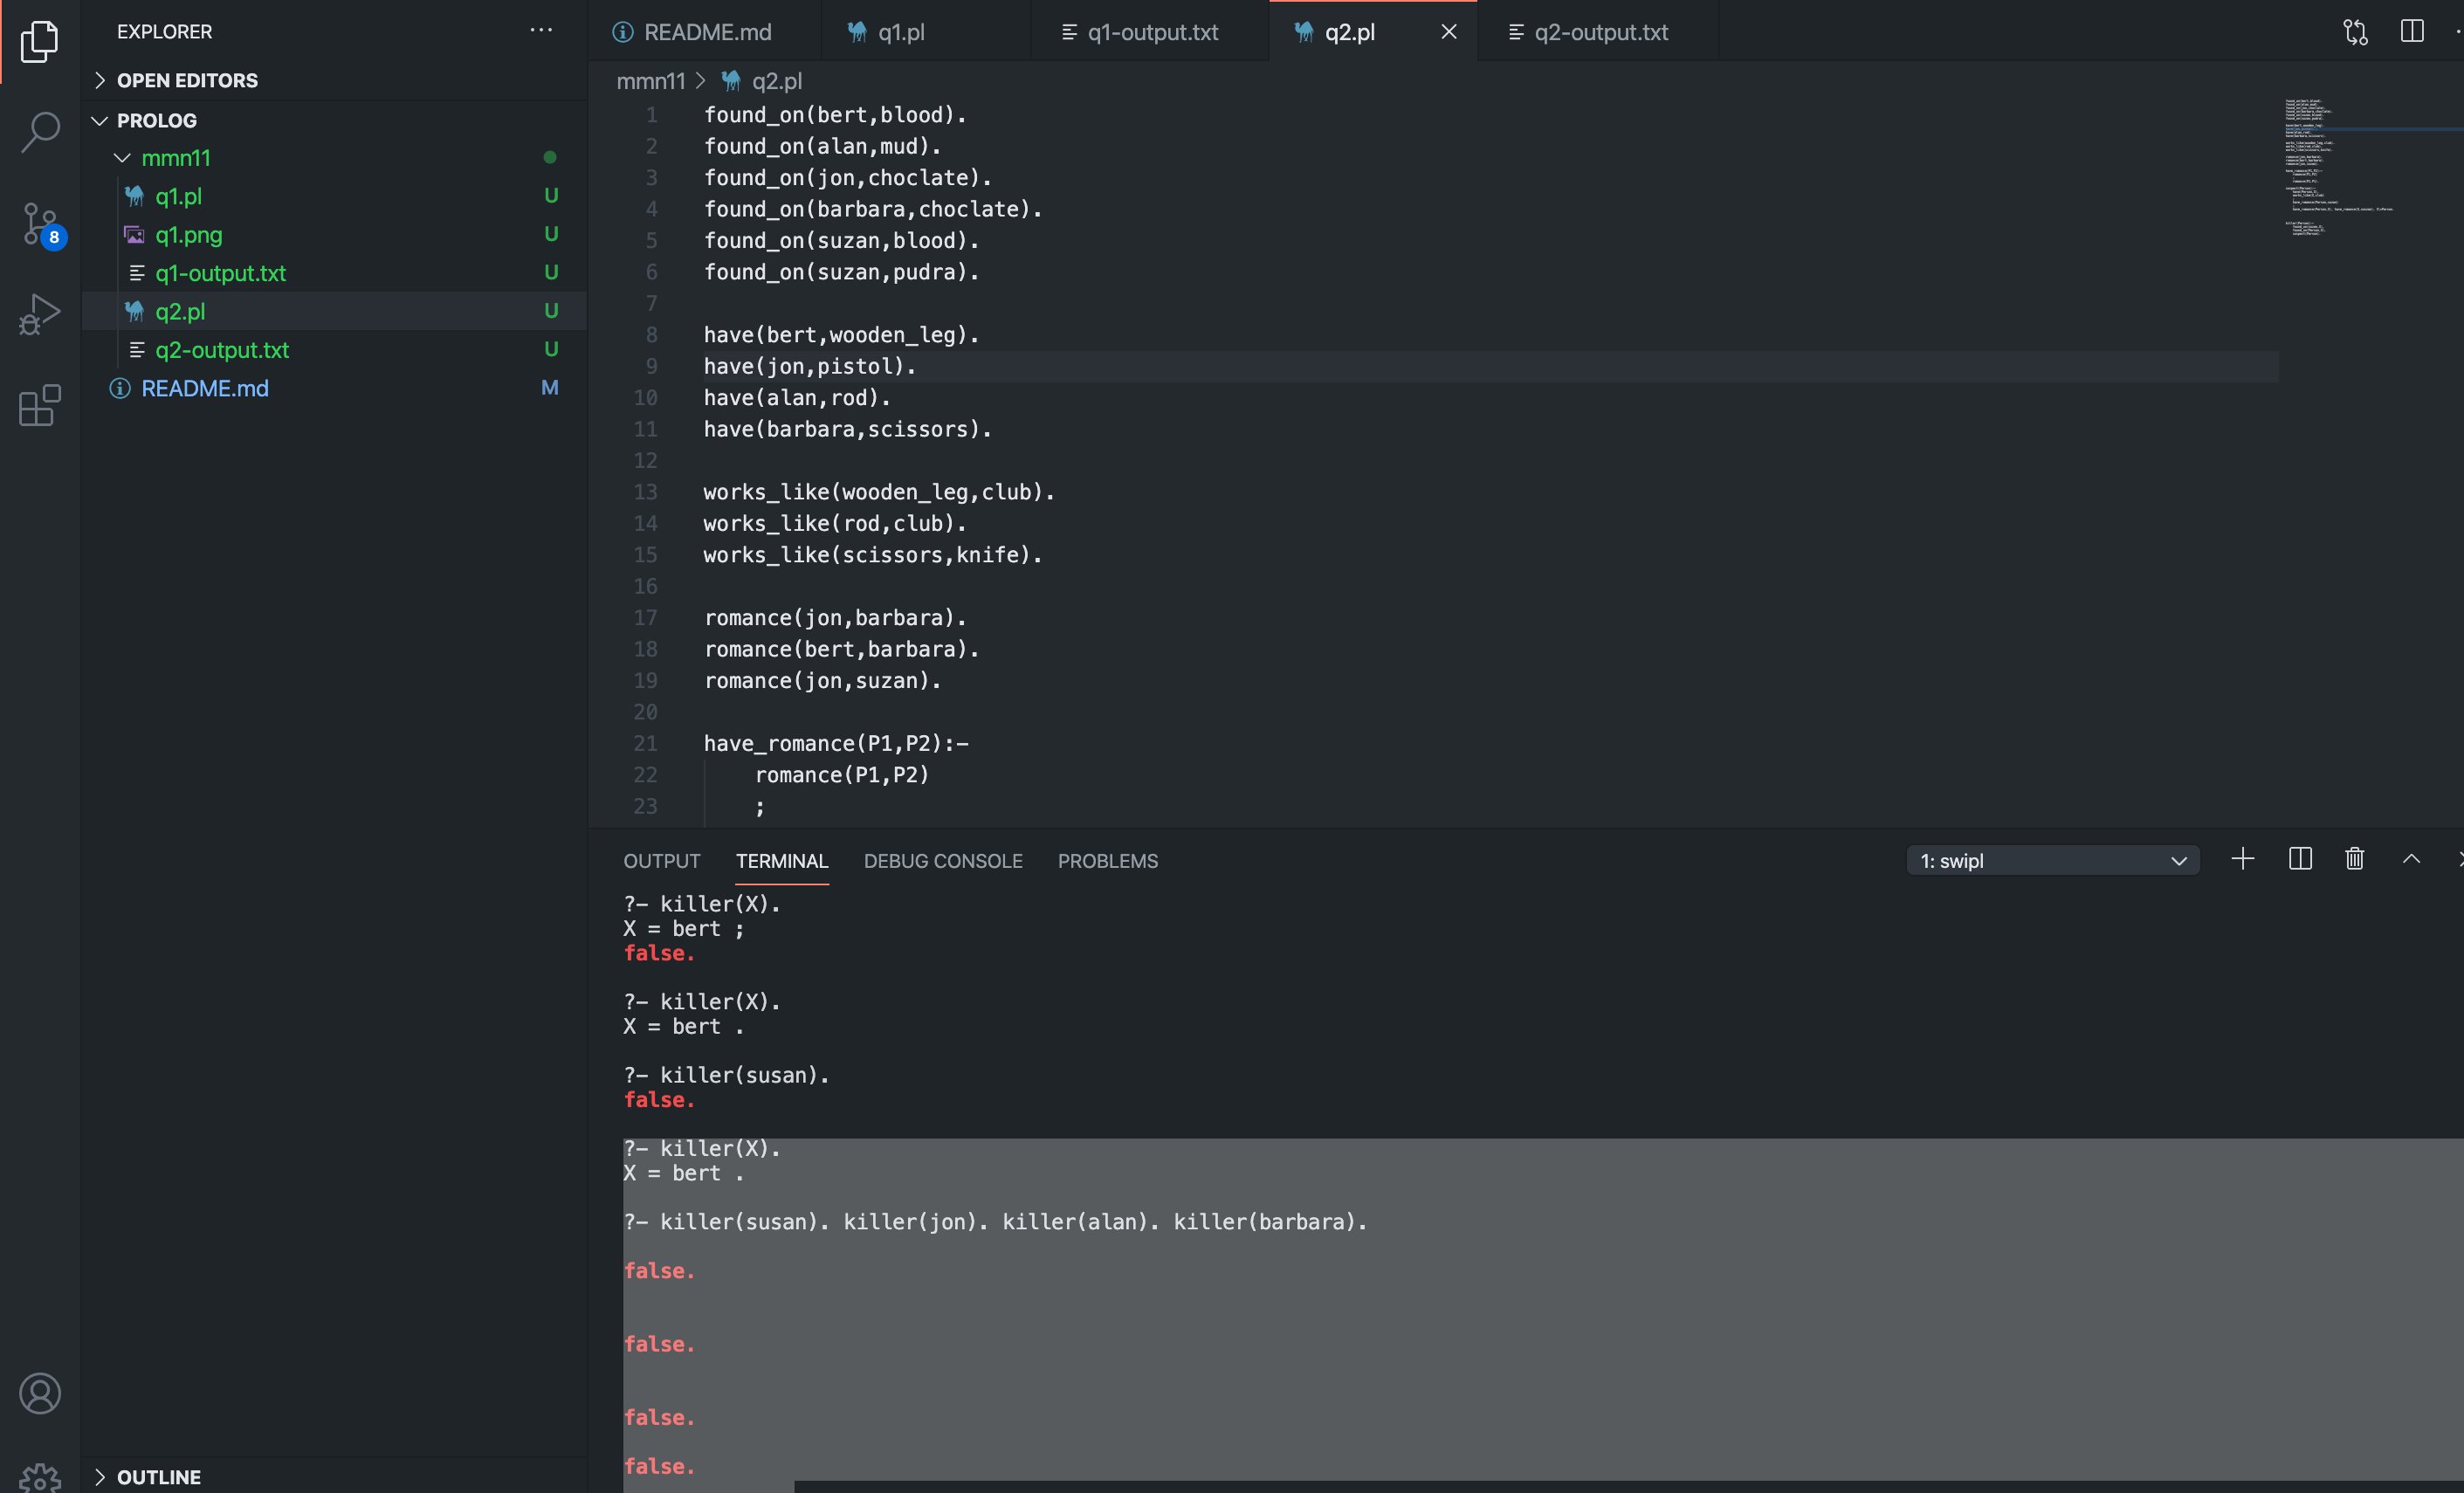 EXPLORER
OPEN EDITORS
PROLOG
mmn11
q1.pl U
q1.png U
q1-output.txt U
q2.pl U
q2-output.txt U
README.md M
8
OUTLINE
README.md q1.pl q1-output.txt q2.pl q2-output.txt
mmn11 > q2.pl
1 found_on(bert,blood).
2 found_on(alan,mud).
3 found_on(jon,choclate).
4 found_on(barbara,choclate).
5 found_on(suzan,blood).
6 found_on(suzan,pudra).
7
8 have(bert,wooden_leg).
9 have(jon,pistol).
10 have(alan,rod).
11 have(barbara,scissors).
12
13 works_like(wooden_leg,club).
14 works_like(rod,club).
15 works_like(scissors,knife).
16
17 romance(jon,barbara).
18 romance(bert,barbara).
19 romance(jon,suzan).
20
21 have_romance(P1,P2):-
22 romance(P1,P2)
23 ;
OUTPUT TERMINAL DEBUG CONSOLE PROBLEMS 1: swipl
?- killer(X).
X = bert ;
false.
?- killer(X).
X = bert .
?- killer(susan).
false.
?- killer(X).
X = bert .
?- killer(susan). killer(jon). killer(alan). killer(barbara).
false.
false.
false.
false.